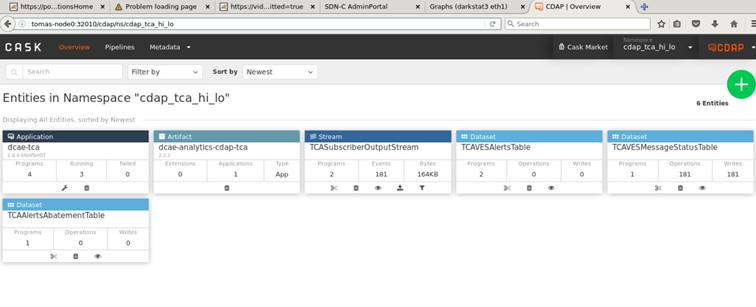 https://po...tionsHome
Problem loading page
https://vid...itted=true
SDN-C AdminPortal
Graphs (darkstat3 eth1)
CDAP | Overview
tomas-node0:32010/cdap/ns/cdap_tca_hi_lo
Search
CASK
Overview
Pipelines
Metadata
Cask Market
Namespace
cdap_tca_hi_lo
CDAP
Search
Filter by
Sort by
Newest
Entities in Namespace "cdap_tca_hi_lo"
6 Entities
Displaying All Entities, sorted by Newest
Application
dcae-tca
1.0.0-SNAPSHOT
Programs Running Failed
4 3 0
Artifact
dcae-analytics-cdap-tca
2.2.1
Extensions Applications Type
0 1 App
Stream
TCASubscriberOutputStream
Programs Events Bytes
2 181 164KB
Dataset
TCAVESAlertsTable
Programs Operations Writes
2 0 0
Dataset
TCAVESMessageStatusTable
Programs Operations Writes
1 181 181
Dataset
TCAAlertsAbatementTable
Programs Operations Writes
1 0 0